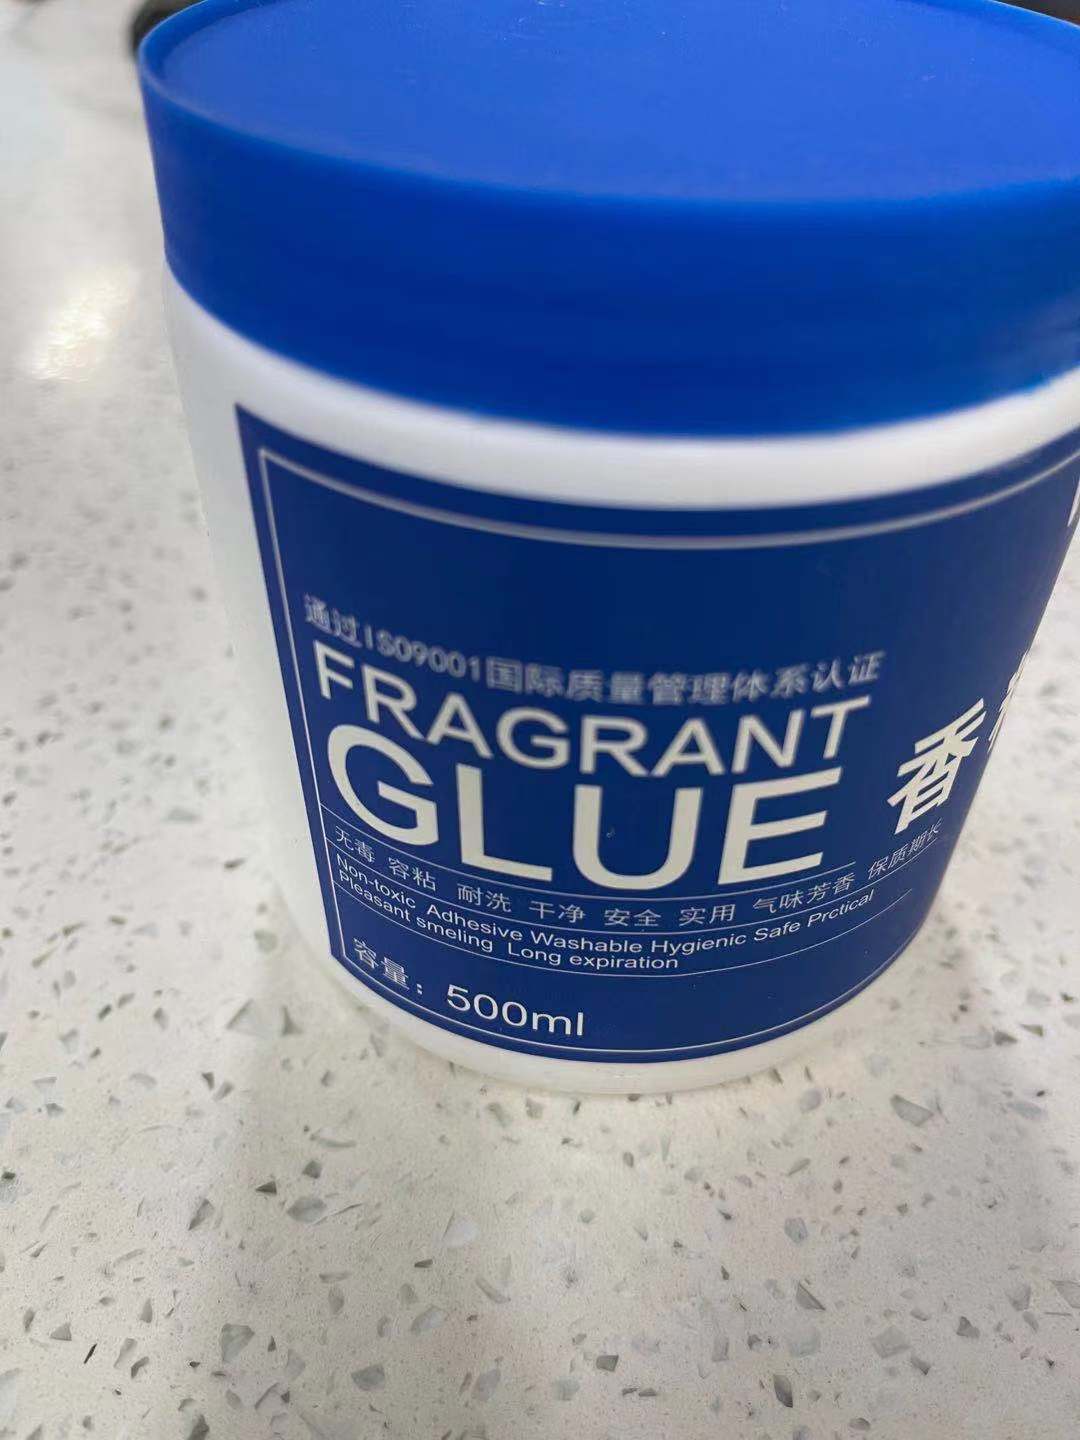 通过ISO9001国际质量管理体系认证
FRAGRANT
GLUE
香
无毒 容粘 耐洗 干净 安全 实用 气味芳香 保质期长
Non-toxic Adhesive Washable Hygienic Safe Prctical
Pleasant smeling Long expiration
容量：500ml